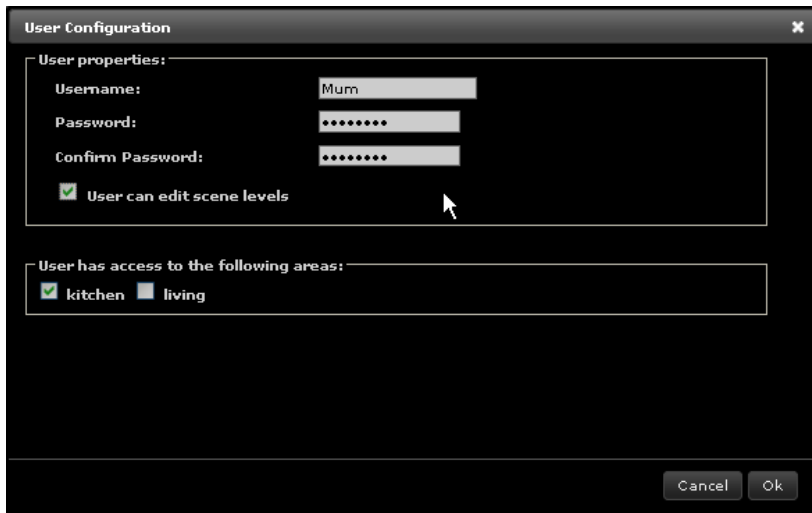 User Configuration
User properties:
Username: Mum
Password: ••••••••
Confirm Password: ••••••••
User can edit scene levels
User has access to the following areas:
kitchen living
Cancel Ok